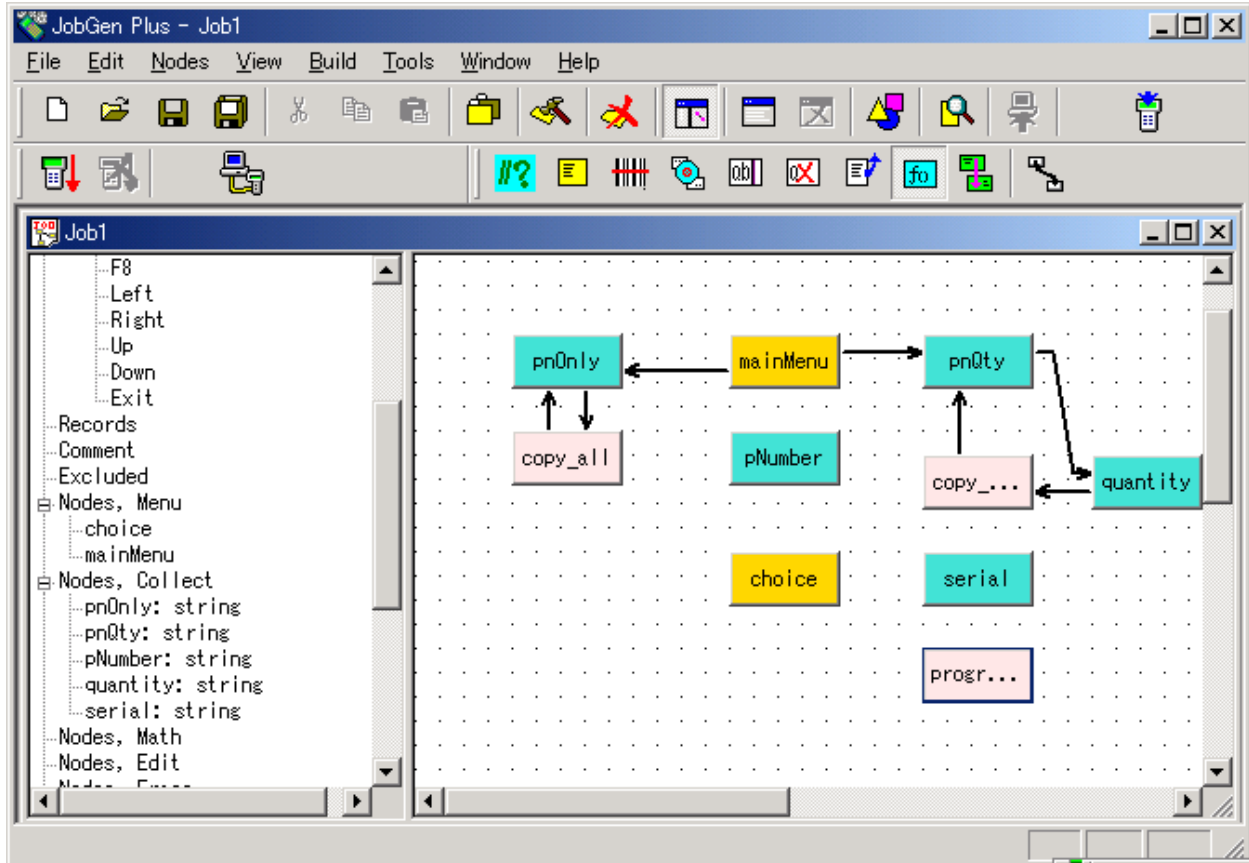 JobGen Plus - Job1
File Edit Nodes View Build Tools Window Help
//?
ab
fo
Job1
F8
Left
Right
Up
Down
Exit
Records
Comment
Excluded
Nodes, Menu
choice
mainMenu
Nodes, Collect
pnOnly: string
pnQty: string
pNumber: string
quantity: string
serial: string
Nodes, Math
Nodes, Edit
pnOnly mainMenu pnQty
copy_all pNumber copy_... quantity
choice serial
progr...